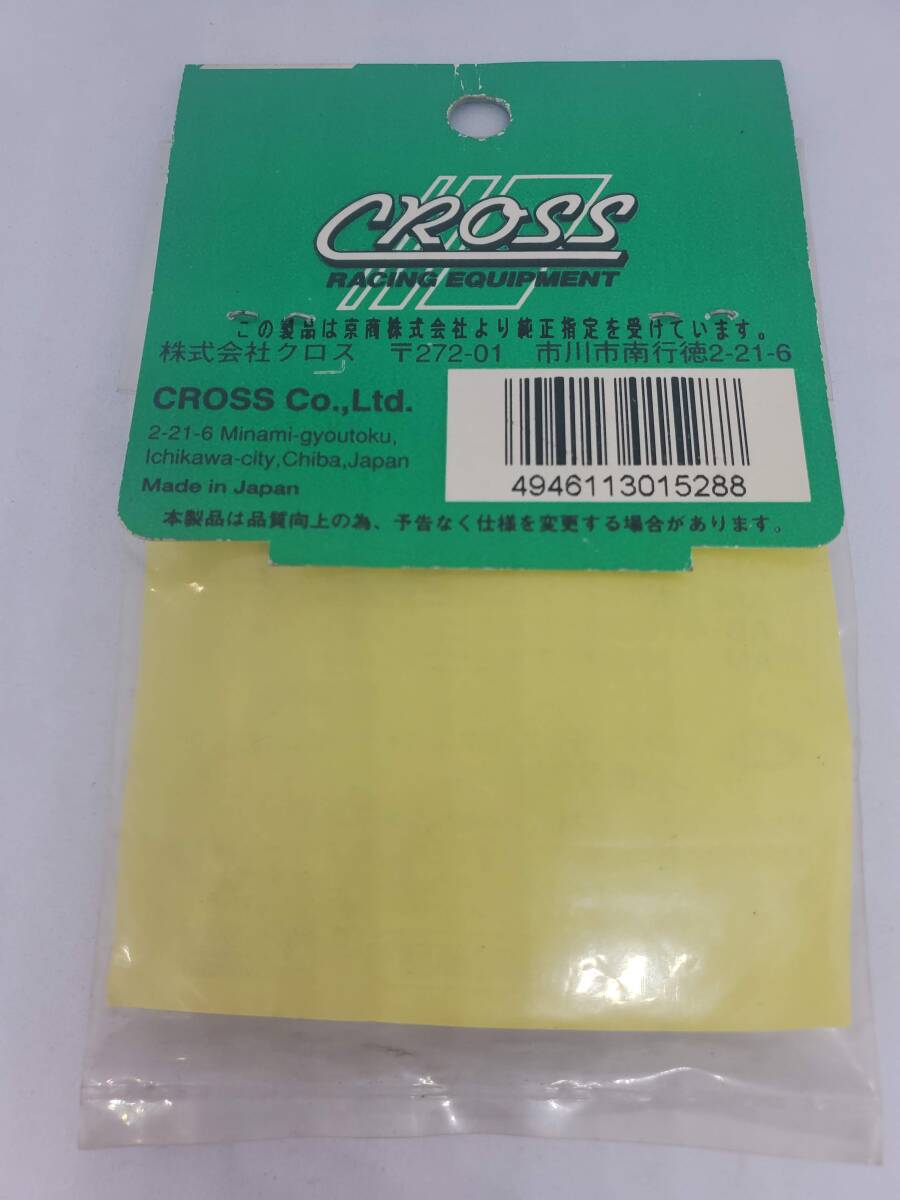 CROSS
RACING EQUIPMENT
この製品は京商株式会社より純正指定を受けています。
株式会社クロス 〒272-01 市川市南行徳2-21-6
CROSS Co.,Ltd.
2-21-6 Minami-gyoutoku,
Ichikawa-city,Chiba,Japan
Made in Japan
4946113015288
本製品は品質向上の為、予告なく仕様を変更する場合があります。